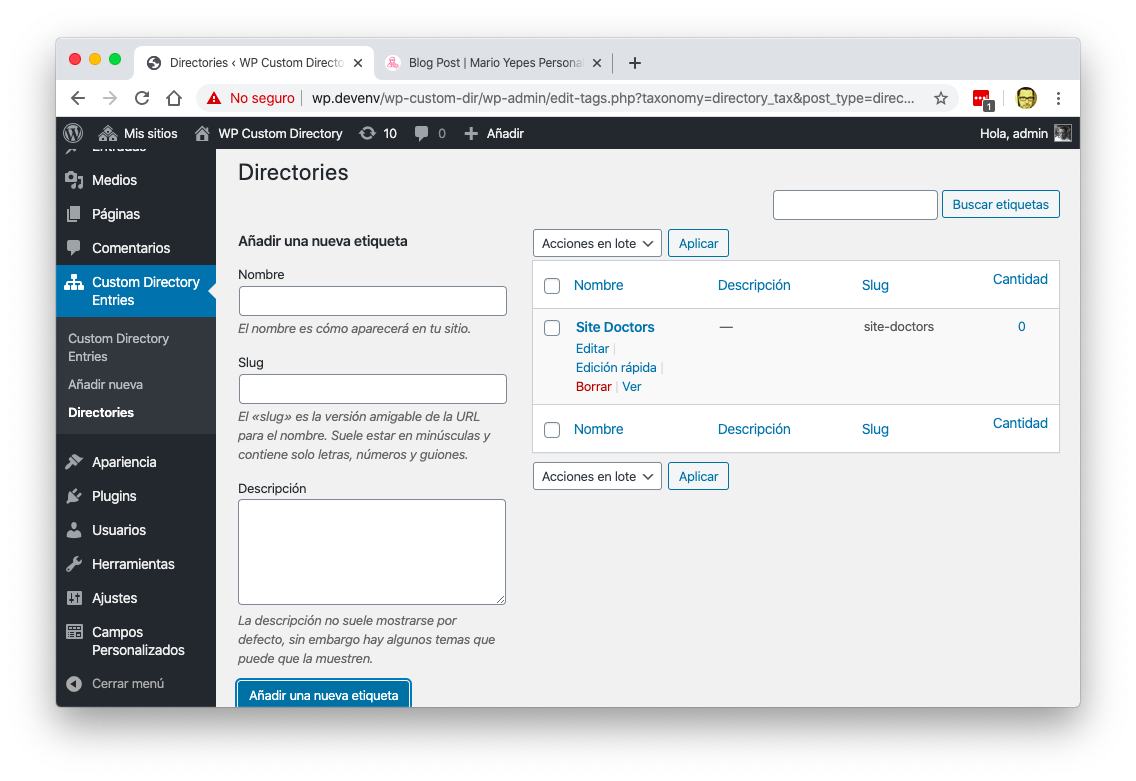 Directories ‹ WP Custom Directo
Blog Post | Mario Yepes Persona
No seguro
wp.devenv/wp-custom-dir/wp-admin/edit-tags.php?taxonomy=directory_tax&post_type=direc...
1
Mis sitios
WP Custom Directory
10
0
Añadir
Hola, admin
Entradas
Medios
Páginas
Comentarios
Custom Directory
Entries
Custom Directory
Entries
Añadir nueva
Directories
Apariencia
Plugins
Usuarios
Herramientas
Ajustes
Campos
Personalizados
Cerrar menú
Directories
Buscar etiquetas
Añadir una nueva etiqueta
Nombre
El nombre es cómo aparecerá en tu sitio.
Slug
El «slug» es la versión amigable de la URL
para el nombre. Suele estar en minúsculas y
contiene solo letras, números y guiones.
Descripción
La descripción no suele mostrarse por
defecto, sin embargo hay algunos temas que
puede que la muestren.
Añadir una nueva etiqueta
Acciones en lote
Aplicar
Nombre Descripción Slug Cantidad
Site Doctors — site-doctors 0
Editar |
Edición rápida |
Borrar | Ver
Nombre Descripción Slug Cantidad
Acciones en lote
Aplicar